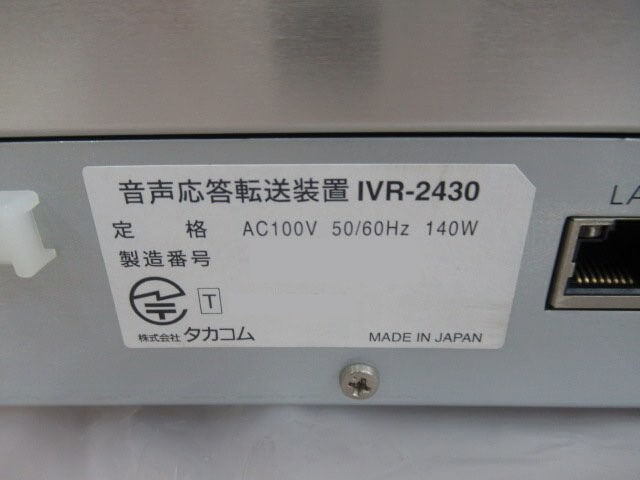 音声応答転送装置 IVR-2430
定 格 AC100V 50/60Hz 140W
製造番号
T
株式会社 タカコム
MADE IN JAPAN
LA